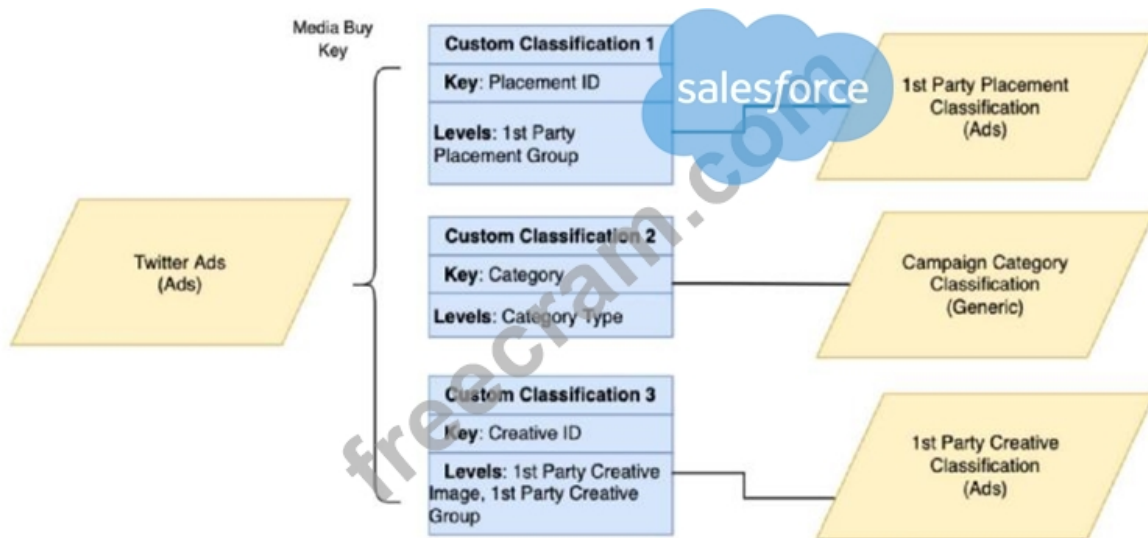 Media Buy
Key
Custom Classification 1
Key: Placement ID
Levels: 1st Party
Placement Group
salesforce
1st Party Placement
Classification
(Ads)
Twitter Ads
(Ads)
Custom Classification 2
Key: Category
Levels: Category Type
Campaign Category
Classification
(Generic)
Custom Classification 3
Key: Creative ID
Levels: 1st Party Creative
Image, 1st Party Creative
Group
1st Party Creative
Classification
(Ads)
freecram.com